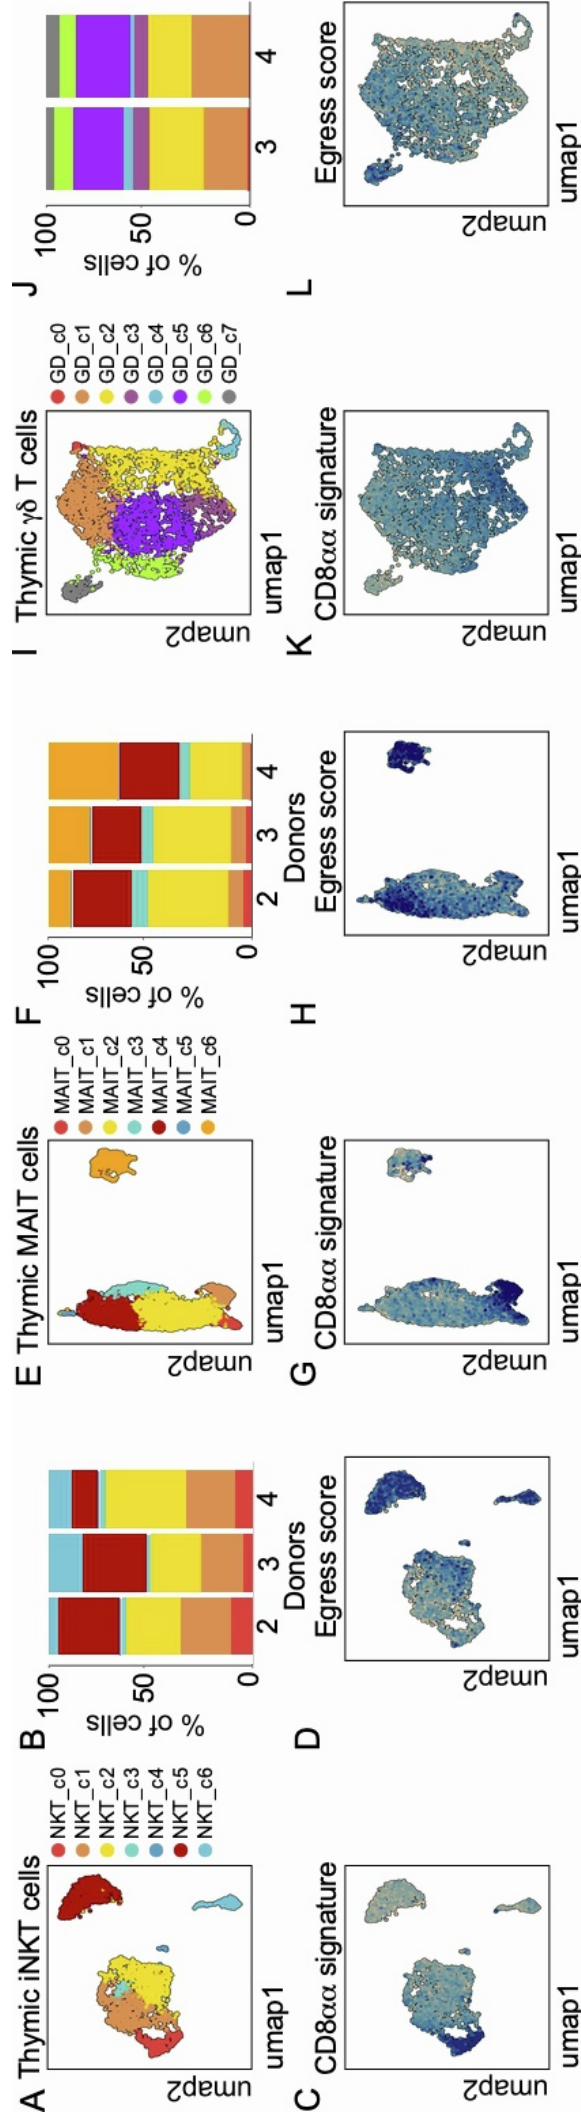 A
Thymic iNKT cells
umap2
umap1
NKT_c0
NKT_c1
NKT_c2
NKT_c3
NKT_c4
NKT_c5
NKT_c6
B
% of cells
100
50
0
2
3
4
Donors
C
CD8αα signature
umap2
umap1
D
Egress score
umap2
umap1
E
Thymic MAIT cells
umap2
umap1
MAIT_c0
MAIT_c1
MAIT_c2
MAIT_c3
MAIT_c4
MAIT_c5
MAIT_c6
F
% of cells
100
50
0
2
3
4
Donors
G
CD8αα signature
umap2
umap1
H
Egress score
umap2
umap1
I
Thymic γδ T cells
umap2
umap1
GD_c0
GD_c1
GD_c2
GD_c3
GD_c4
GD_c5
GD_c6
GD_c7
J
% of cells
100
50
0
3
4
K
CD8αα signature
umap2
umap1
L
Egress score
umap2
umap1